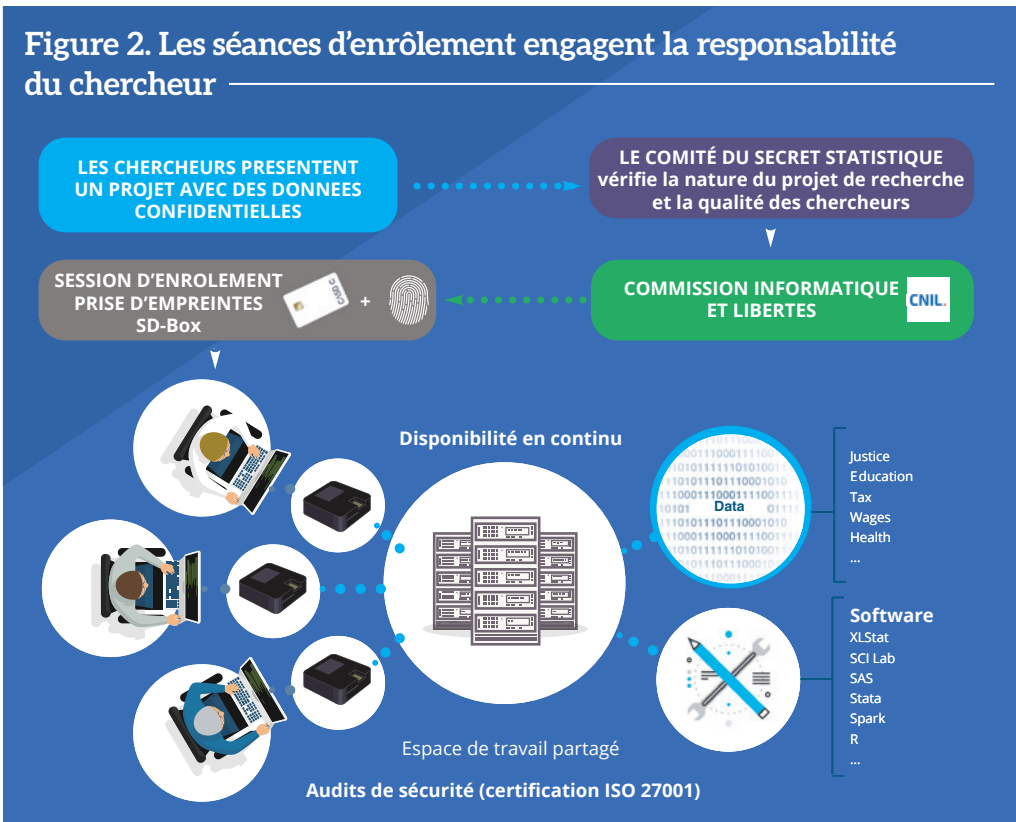 Figure 2. Les séances d’enrôlement engagent la responsabilité
du chercheur
LES CHERCHEURS PRESENTENT
UN PROJET AVEC DES DONNEES
CONFIDENTIELLES
LE COMITÉ DU SECRET STATISTIQUE
vérifie la nature du projet de recherche
et la qualité des chercheurs
SESSION D’ENROLEMENT
PRISE D’EMPREINTES
SD-Box
+
COMMISSION INFORMATIQUE
ET LIBERTES
CNIL.
Disponibilité en continu
Data
Justice
Education
Tax
Wages
Health
...
Software
XLStat
SCI Lab
SAS
Stata
Spark
R
...
Espace de travail partagé
Audits de sécurité (certification ISO 27001)